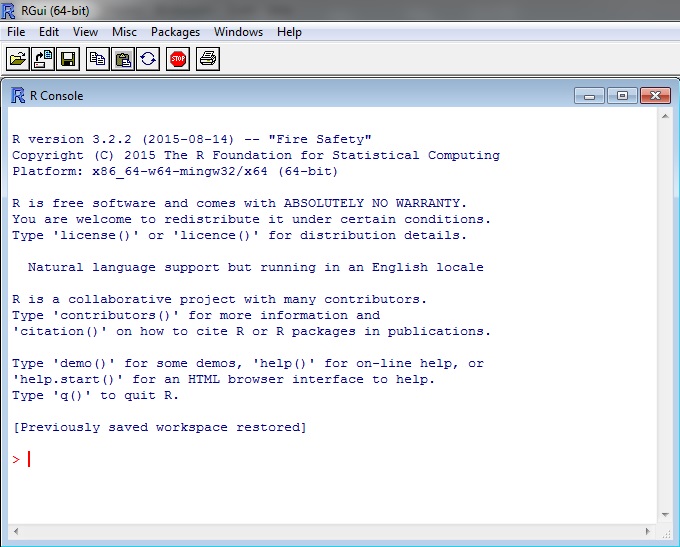 RGui (64-bit)
File Edit View Misc Packages Windows Help
STOP
R Console
R version 3.2.2 (2015-08-14) -- "Fire Safety"
Copyright (C) 2015 The R Foundation for Statistical Computing
Platform: x86_64-w64-mingw32/x64 (64-bit)
R is free software and comes with ABSOLUTELY NO WARRANTY.
You are welcome to redistribute it under certain conditions.
Type 'license()' or 'licence()' for distribution details.
Natural language support but running in an English locale
R is a collaborative project with many contributors.
Type 'contributors()' for more information and
'citation()' on how to cite R or R packages in publications.
Type 'demo()' for some demos, 'help()' for on-line help, or
'help.start()' for an HTML browser interface to help.
Type 'q()' to quit R.
[Previously saved workspace restored]
>